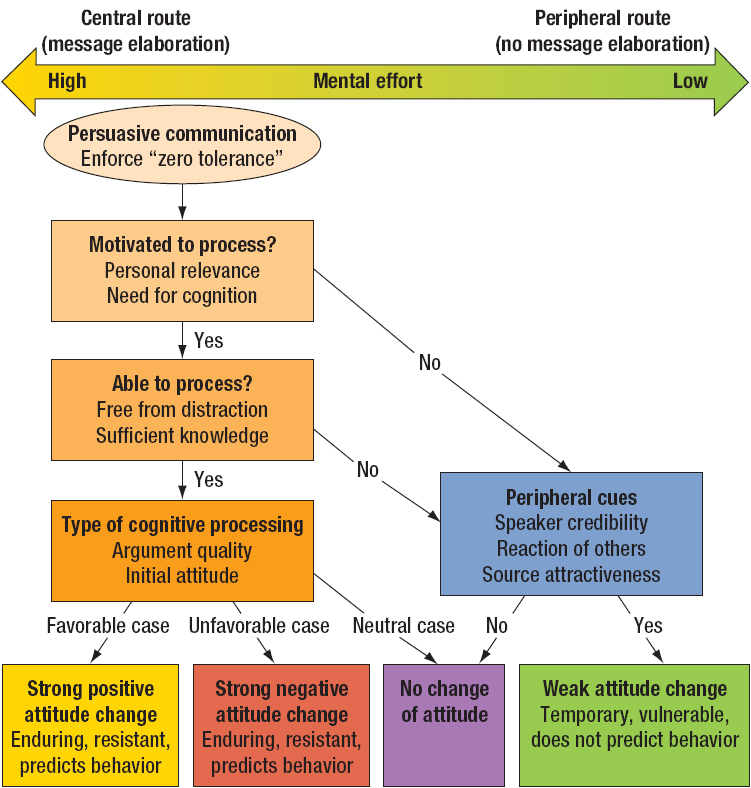 Central route
(message elaboration)
Peripheral route
(no message elaboration)
High
Mental effort
Low
Persuasive communication
Enforce “zero tolerance”
Motivated to process?
Personal relevance
Need for cognition
Yes
No
Able to process?
Free from distraction
Sufficient knowledge
Yes
No
Type of cognitive processing
Argument quality
Initial attitude
Peripheral cues
Speaker credibility
Reaction of others
Source attractiveness
Favorable case
Unfavorable case
Neutral case
No
Yes
Strong positive
attitude change
Enduring, resistant,
predicts behavior
Strong negative
attitude change
Enduring, resistant,
predicts behavior
No change
of attitude
Weak attitude change
Temporary, vulnerable,
does not predict behavior